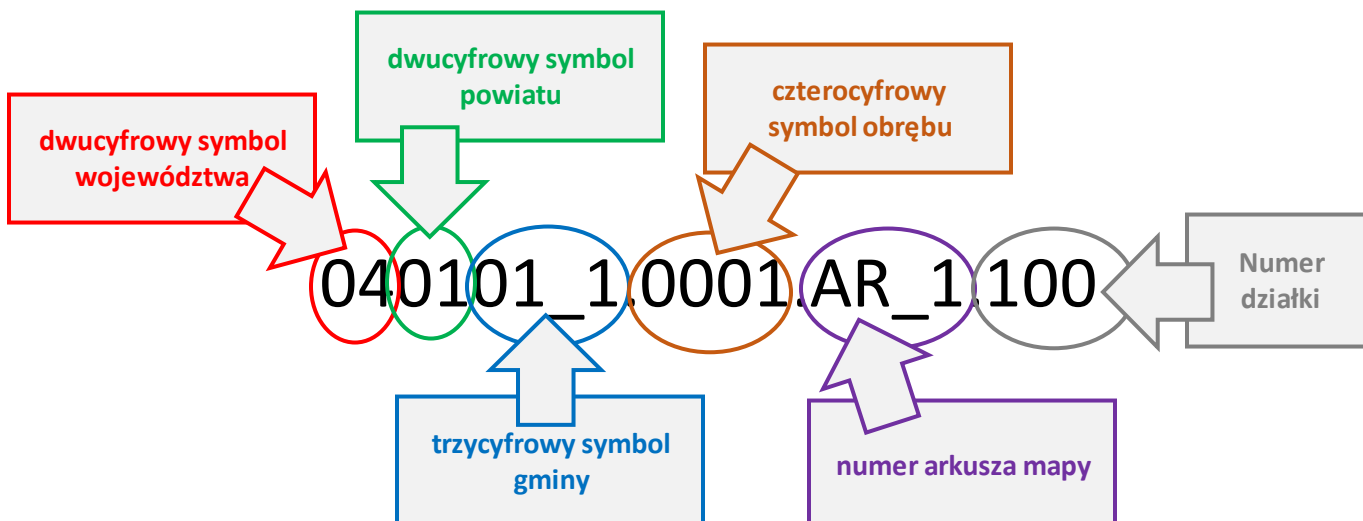 dwucyfrowy symbol
powiatu
dwucyfrowy symbol
województwa
czterocyfrowy
symbol obrębu
040101_1.0001.AR_1.100
Numer
działki
trzycyfrowy symbol
gminy
numer arkusza mapy